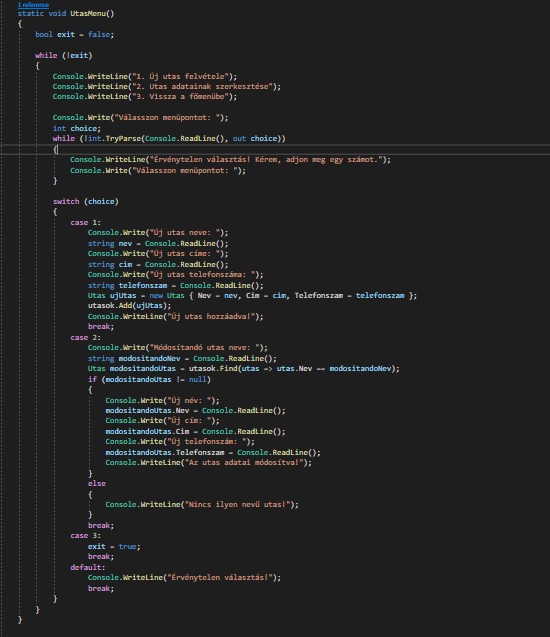 1 reference
static void UtasMenu()
{
bool exit = false;
while (!exit)
{
Console.WriteLine("1. Új utas felvétele");
Console.WriteLine("2. Utas adatainak szerkesztése");
Console.WriteLine("3. Vissza a főmenübe");
Console.Write("Válasszon menüpontot: ");
int choice;
while (!int.TryParse(Console.ReadLine(), out choice))
{
Console.WriteLine("Érvénytelen választás! Kérem, adjon meg egy számot.");
Console.Write("Válasszon menüpontot: ");
}
switch (choice)
{
case 1:
Console.Write("Új utas neve: ");
string nev = Console.ReadLine();
Console.Write("Új utas címe: ");
string cim = Console.ReadLine();
Console.Write("Új utas telefonszáma: ");
string telefonszam = Console.ReadLine();
Utas ujUtas = new Utas { Nev = nev, Cim = cim, Telefonszam = telefonszam };
utasok.Add(ujUtas);
Console.WriteLine("Új utas hozzáadva!");
break;
case 2:
Console.Write("Módosítandó utas neve: ");
string modositandoNev = Console.ReadLine();
Utas modositandoUtas = utasok.Find(utas => utas.Nev == modositandoNev);
if (modositandoUtas != null)
{
Console.Write("Új név: ");
modositandoUtas.Nev = Console.ReadLine();
Console.Write("Új cím: ");
modositandoUtas.Cim = Console.ReadLine();
Console.Write("Új telefonszám: ");
modositandoUtas.Telefonszam = Console.ReadLine();
Console.WriteLine("Az utas adatai módosítva!");
}
else
{
Console.WriteLine("Nincs ilyen nevű utas!");
}
break;
case 3:
exit = true;
break;
default:
Console.WriteLine("Érvénytelen választás!");
break;
}
}
}